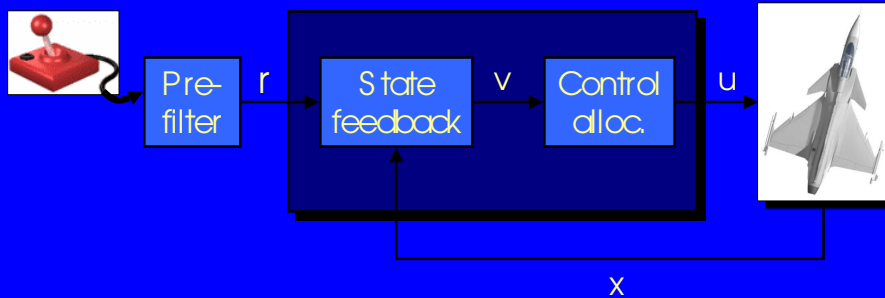 Pre-
filter
r
State
feedback
v
Control
alloc.
u
x